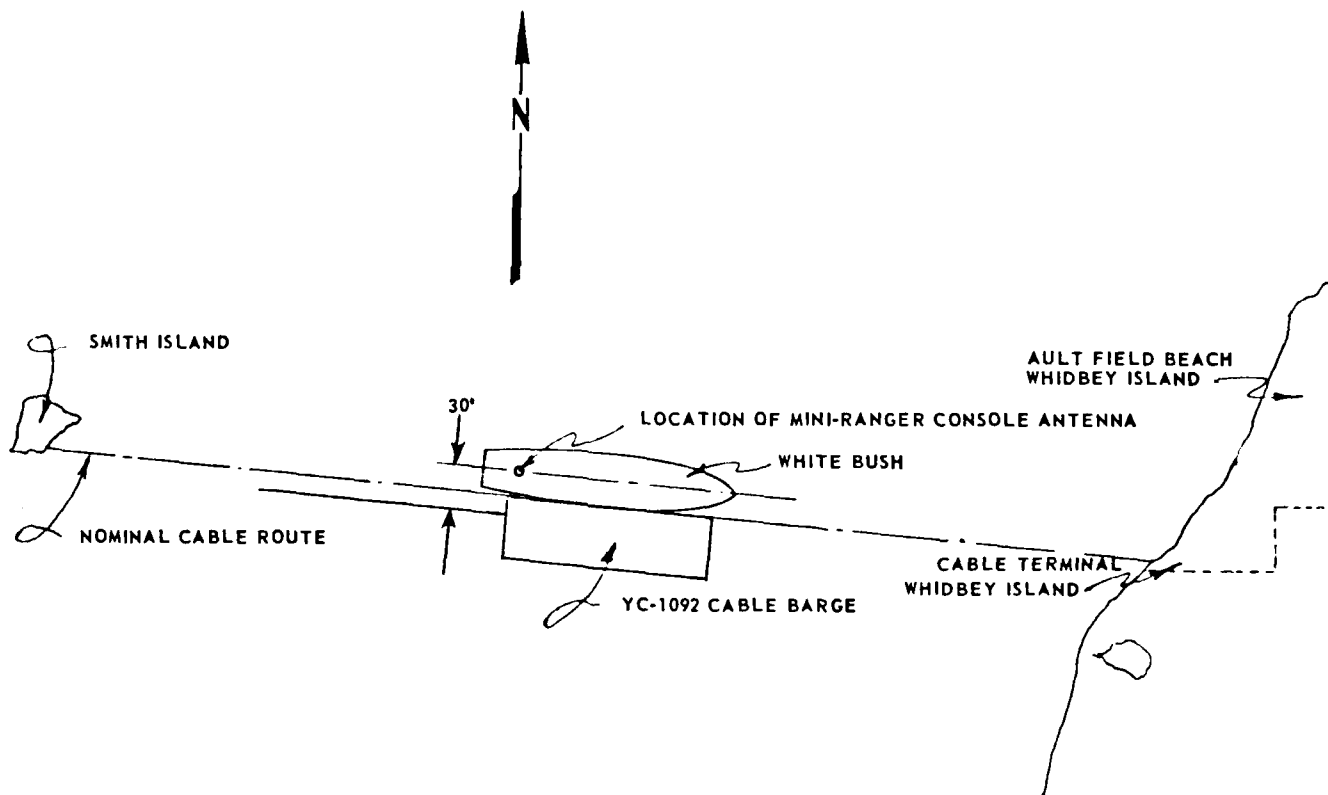 N
SMITH ISLAND
AULT FIELD BEACH
WHIDBEY ISLAND
30'
LOCATION OF MINI-RANGER CONSOLE ANTENNA
WHITE BUSH
NOMINAL CABLE ROUTE
CABLE TERMINAL
WHIDBEY ISLAND
YC-1092 CABLE BARGE